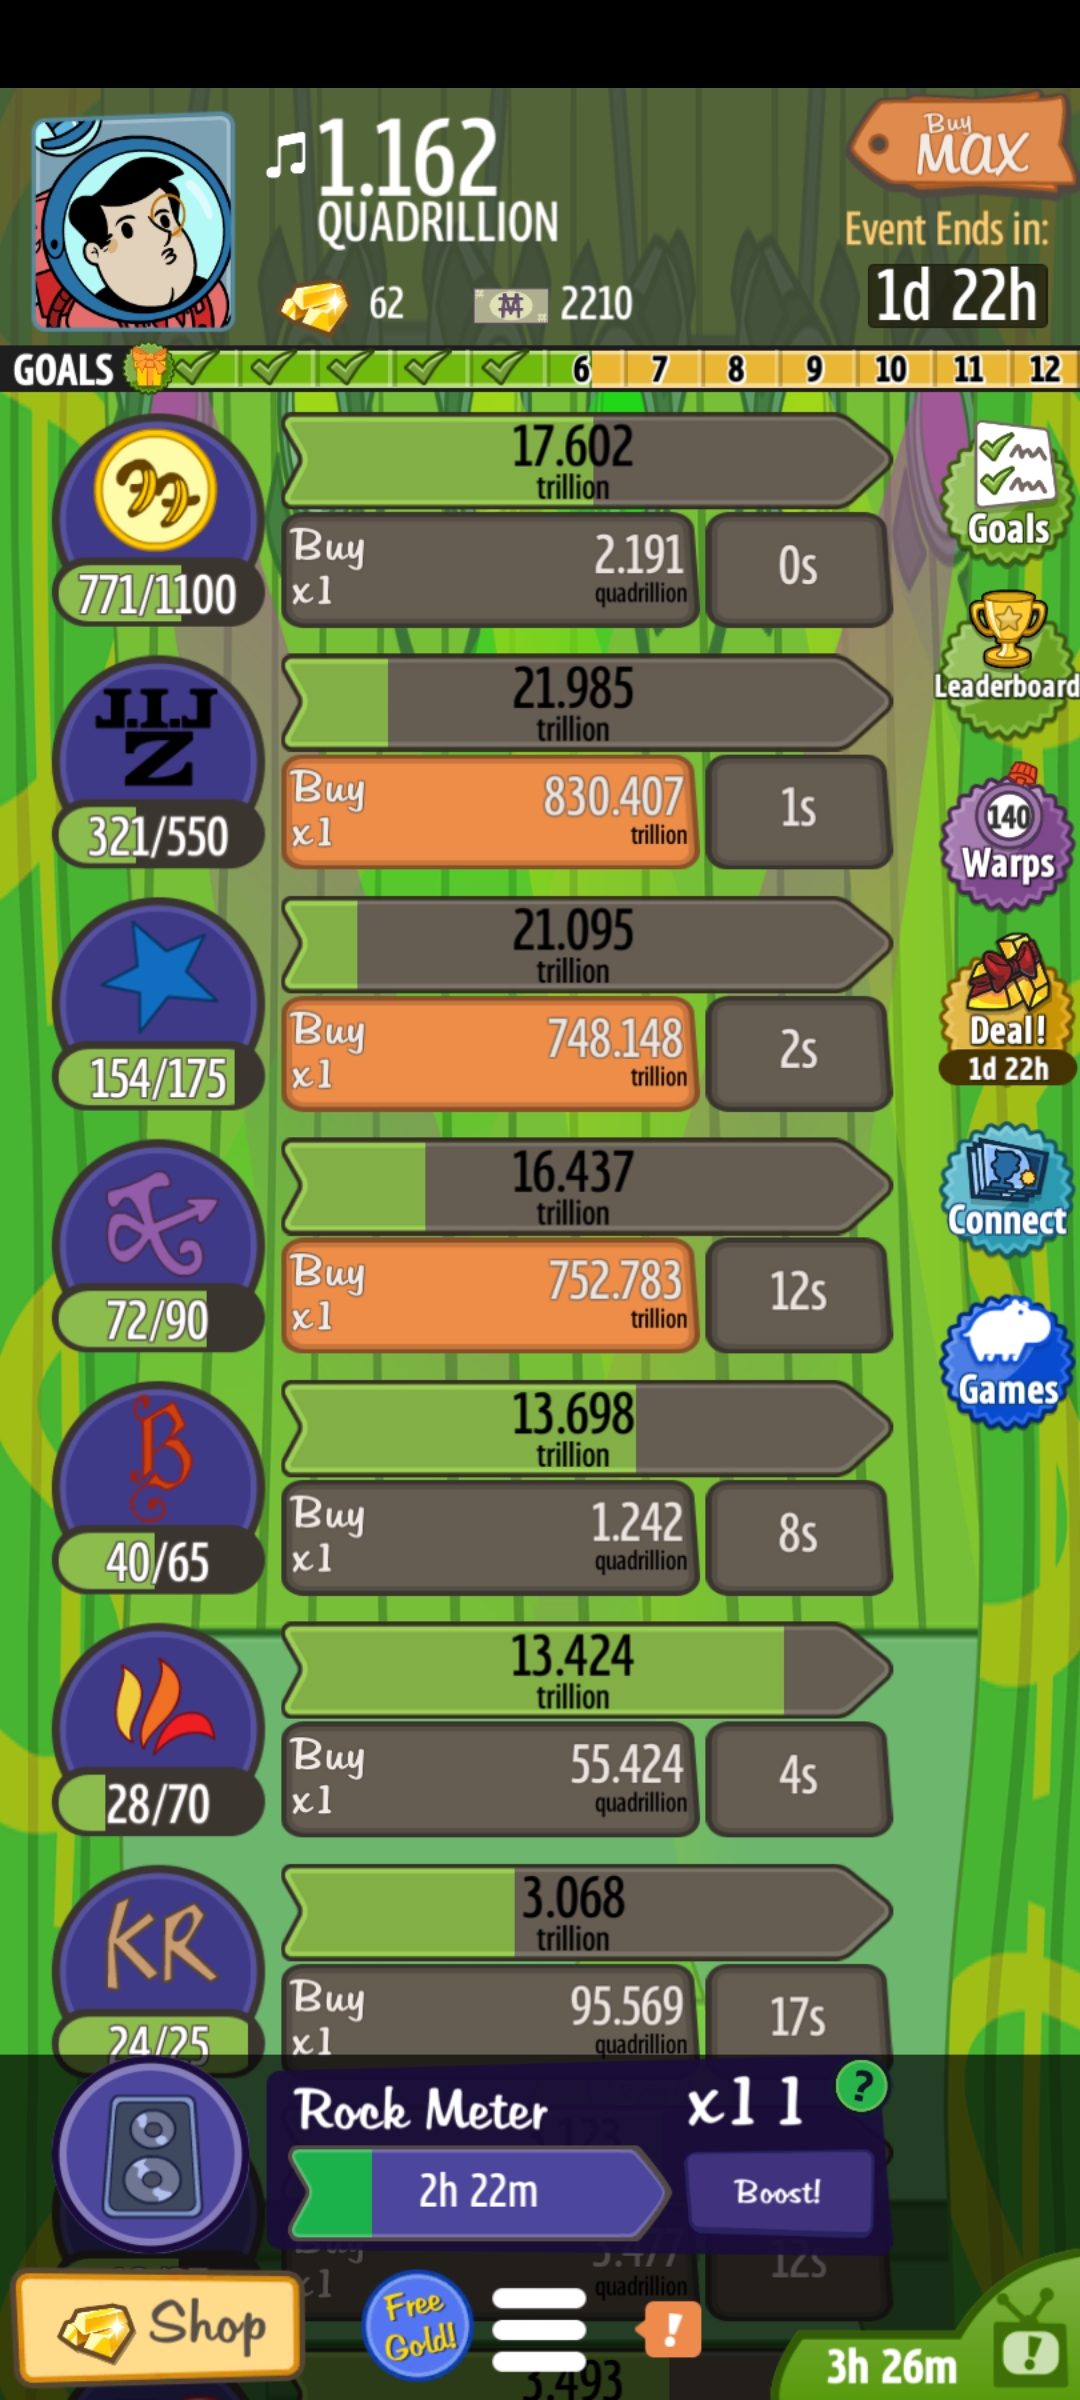 Buy
MAX
1.162
QUADRILLION
Event Ends in:
62
2210
1d 22h
GOALS 6 7 8 9 10 11 12
17.602
trillion
771/1100
Buy x1
2.191
quadrillion
0s
Goals
J.I.J
Z
21.985
trillion
321/550
Buy x1
830.407
trillion
1s
Leaderboard
21.095
trillion
154/175
Buy x1
748.148
trillion
2s
140
Warps
Deal!
1d 22h
16.437
trillion
72/90
Buy x1
752.783
trillion
12s
Connect
Games
B
13.698
trillion
40/65
Buy x1
1.242
quadrillion
8s
13.424
trillion
28/70
Buy x1
55.424
quadrillion
4s
KR
3.068
trillion
24/25
Buy x1
95.569
quadrillion
17s
Rock Meter
x11
?
2h 22m
Boost!
Buy
x1
3.477
quadrillion
12s
Shop
Free
Gold!
!
3.493
3h 26m
!